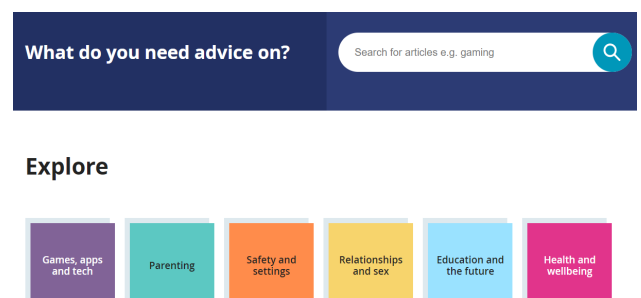 What do you need advice on?
Search for articles e.g. gaming
Explore
Games, apps
and tech
Parenting
Safety and
settings
Relationships
and sex
Education and
the future
Health and
wellbeing